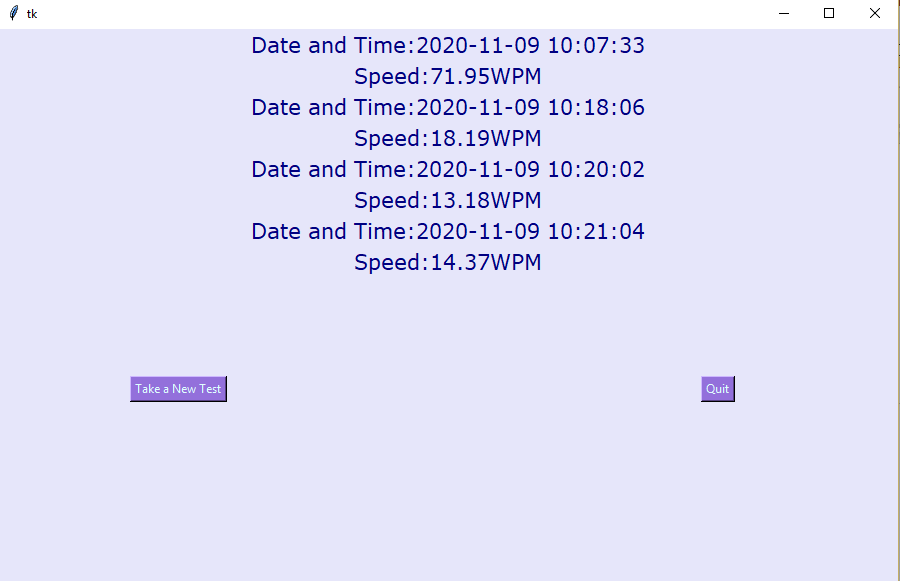 tk
Date and Time:2020-11-09 10:07:33
Speed:71.95WPM
Date and Time:2020-11-09 10:18:06
Speed:18.19WPM
Date and Time:2020-11-09 10:20:02
Speed:13.18WPM
Date and Time:2020-11-09 10:21:04
Speed:14.37WPM
Take a New Test
Quit